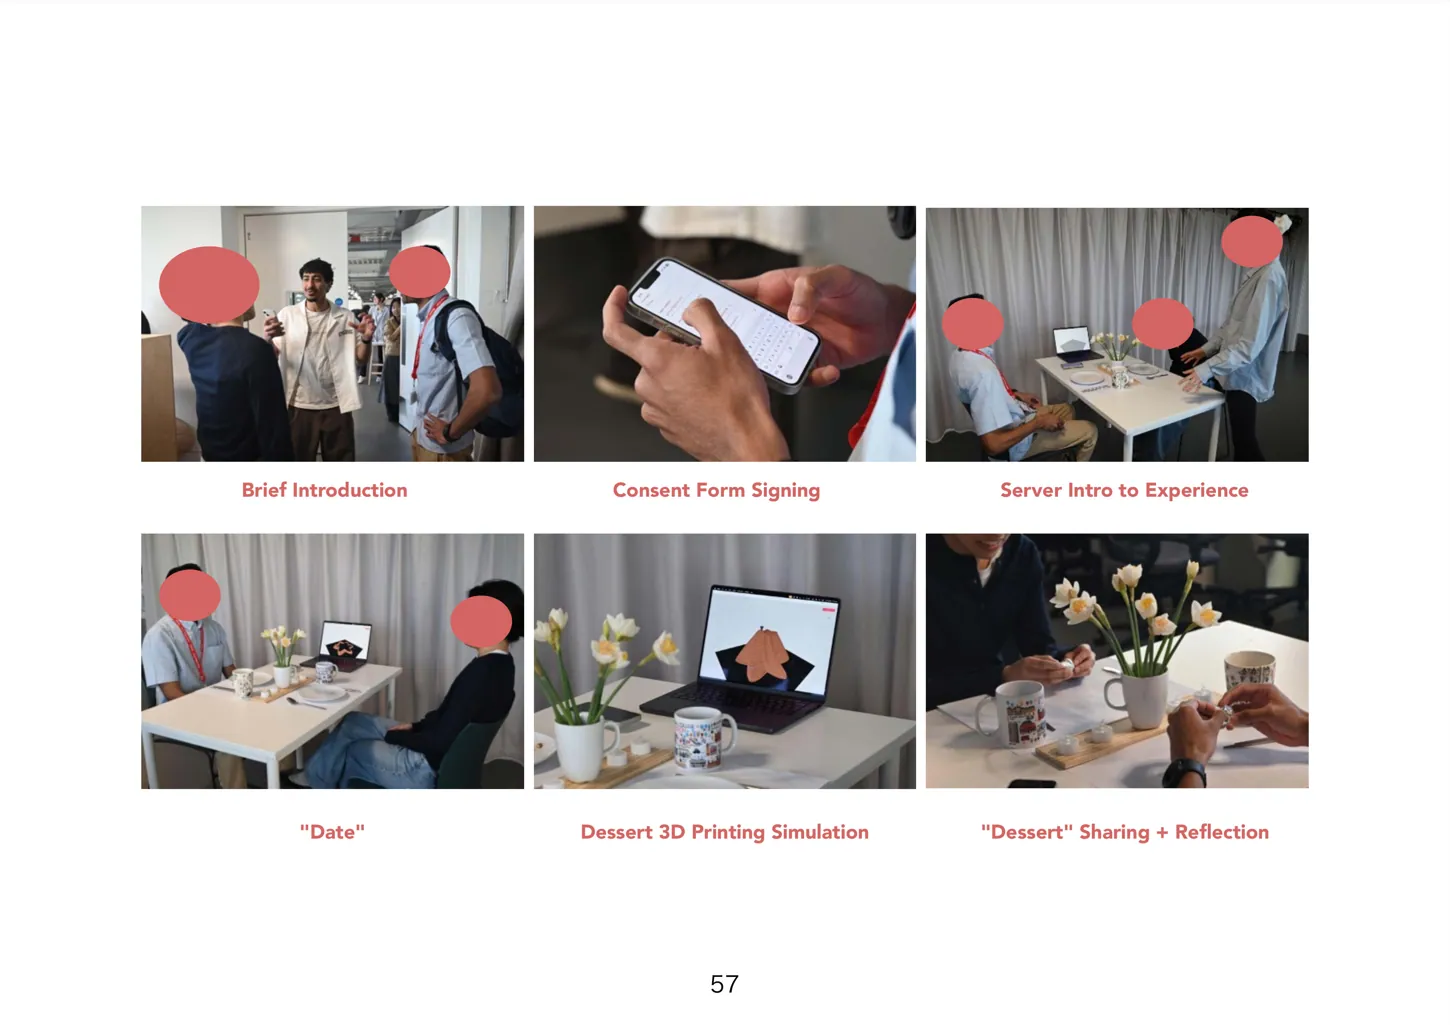 Brief Introduction
Consent Form Signing
Server Intro to Experience
"Date"
Dessert 3D Printing Simulation
"Dessert" Sharing + Reflection
57